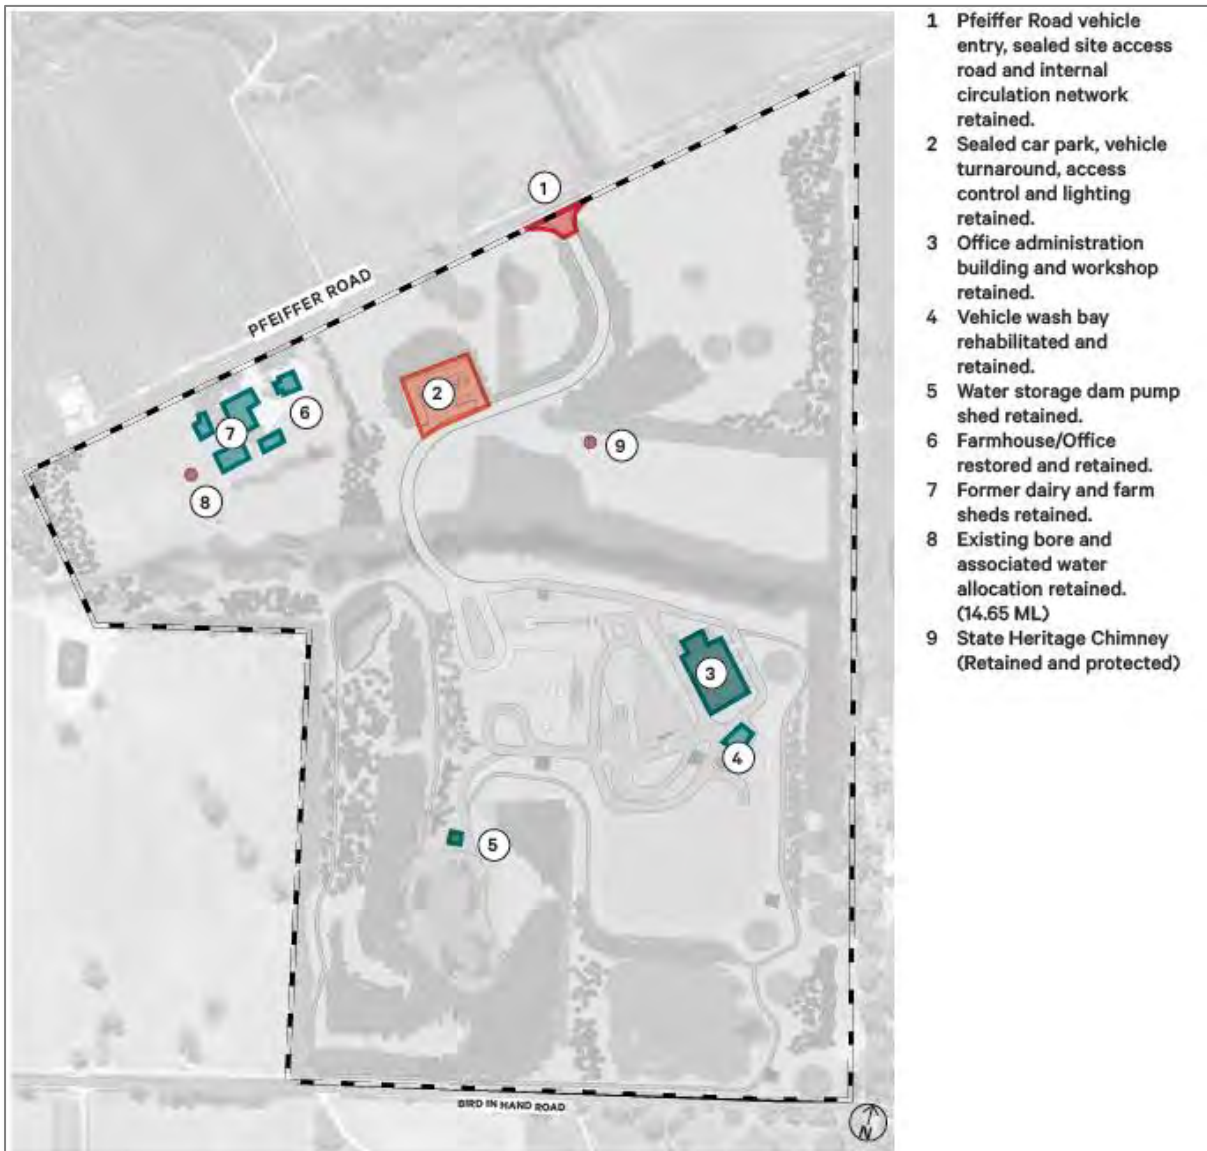 1 Pfeiffer Road vehicle
entry, sealed site access
road and internal
circulation network
retained.
2 Sealed car park, vehicle
turnaround, access
control and lighting
retained.
3 Office administration
building and workshop
retained.
4 Vehicle wash bay
rehabilitated and
retained.
5 Water storage dam pump
shed retained.
6 Farmhouse/Office
restored and retained.
7 Former dairy and farm
sheds retained.
8 Existing bore and
associated water
allocation retained.
(14.65 ML)
9 State Heritage Chimney
(Retained and protected)
1
PFEIFFER ROAD
2
6
7
9
8
3
4
5
BIRD IN HAND ROAD
N